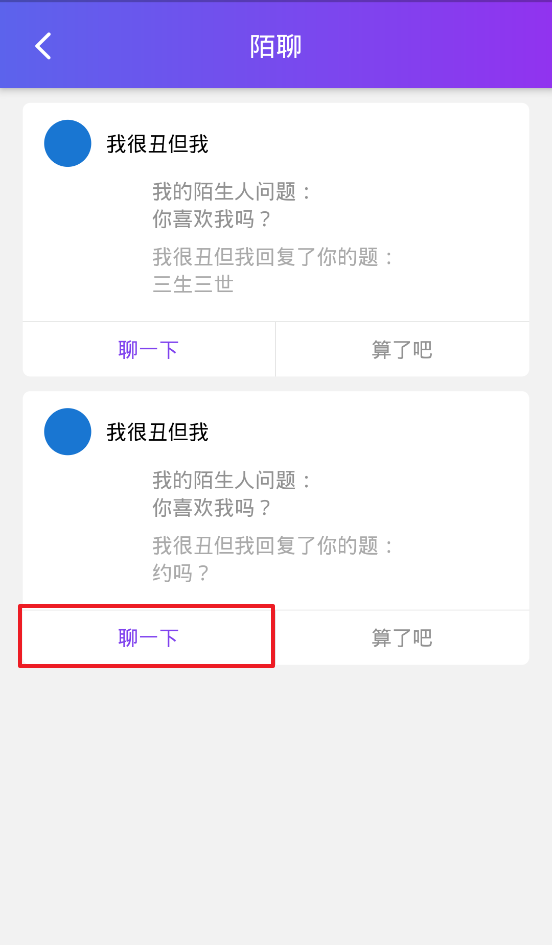 陌聊
我很丑但我
我的陌生人问题：
你喜欢我吗？
我很丑但我回复了你的题：
三生三世
聊一下 算了吧
我很丑但我
我的陌生人问题：
你喜欢我吗？
我很丑但我回复了你的题：
约吗？
聊一下 算了吧